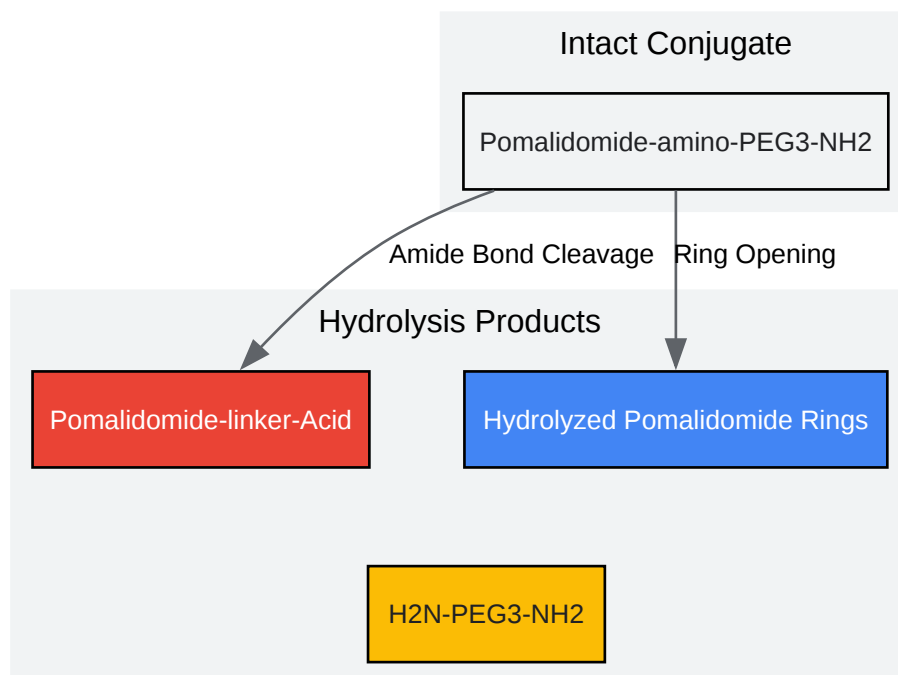 Intact Conjugate
Pomalidomide-amino-PEG3-NH2
Amide Bond Cleavage
Ring Opening
Hydrolysis Products
Pomalidomide-linker-Acid
Hydrolyzed Pomalidomide Rings
H2N-PEG3-NH2